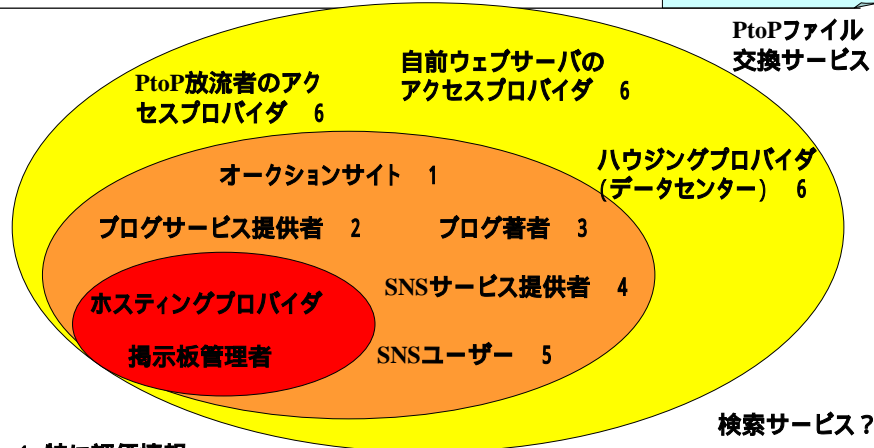 PtoPファイル
交換サービス
自前ウェブサーバの
アクセスプロバイダ 6
PtoP放流者のアク
セスプロバイダ 6
ハウジングプロバイダ
(データセンター) 6
オークションサイト 1
ブログサービス提供者 2
ブログ著者 3
SNSサービス提供者 4
ホスティングプロバイダ
掲示板管理者
SNSユーザー 5
検索サービス?